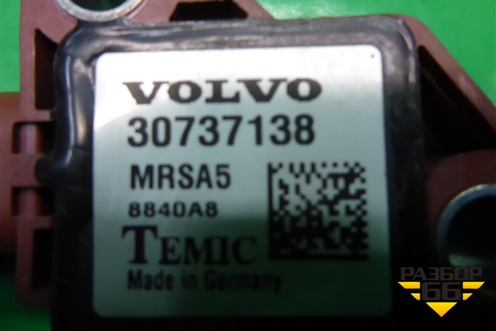 VOLVO
30737138
MRSA5
8840A8
TEMIC
Made in Germany
РАЗБОР
66